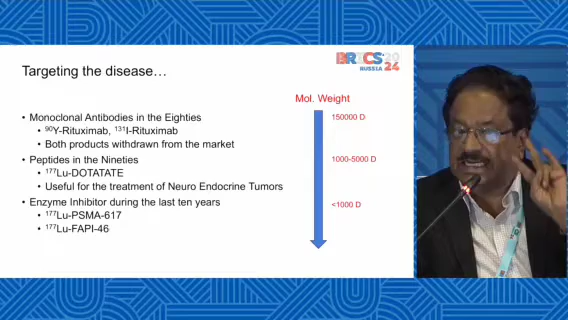 BRICS 20
RUSSIA 24
Targeting the disease…
Mol. Weight
• Monoclonal Antibodies in the Eighties
150000 D
• ⁹⁰Y-Rituximab, ¹³¹I-Rituximab
• Both products withdrawn from the market
• Peptides in the Nineties
1000-5000 D
• ¹⁷⁷Lu-DOTATATE
• Useful for the treatment of Neuro Endocrine Tumors
• Enzyme Inhibitor during the last ten years
<1000 D
• ¹⁷⁷Lu-PSMA-617
• ¹⁷⁷Lu-FAPI-46